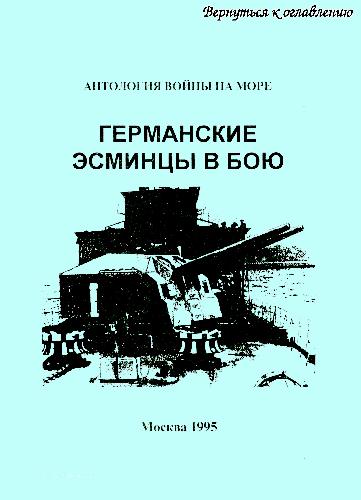 Вернуться к оглавлению
АНТОЛОГИЯ ВОЙНЫ НА МОРЕ
ГЕРМАНСКИЕ
ЭСМИНЦЫ В БОЮ
Москва 1995